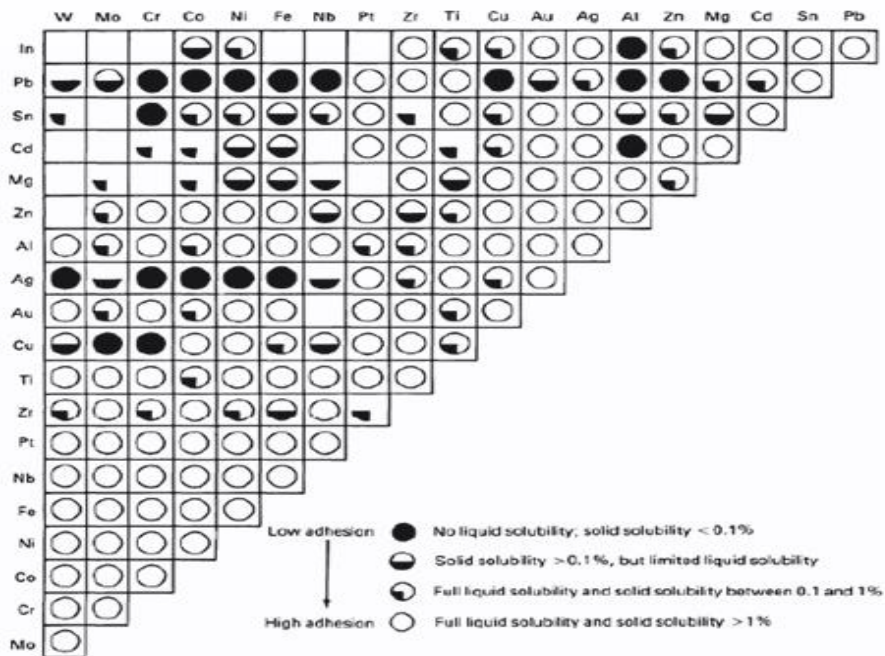 W Mo Cr Co Ni Fe Nb Pt Zr Ti Cu Au Ag Al Zn Mg Cd Sn Pb
In
Pb
Sn
Cd
Mg
Zn
Al
Ag
Au
Cu
Ti
Zr
Pt
Nb
Fe
Ni
Co
Cr
Mo
Low adhesion No liquid solubility; solid solubility <0.1%
Solid solubility >0.1%, but limited liquid solubility
Full liquid solubility and solid solubility between 0.1 and 1%
High adhesion Full liquid solubility and solid solubility >1%